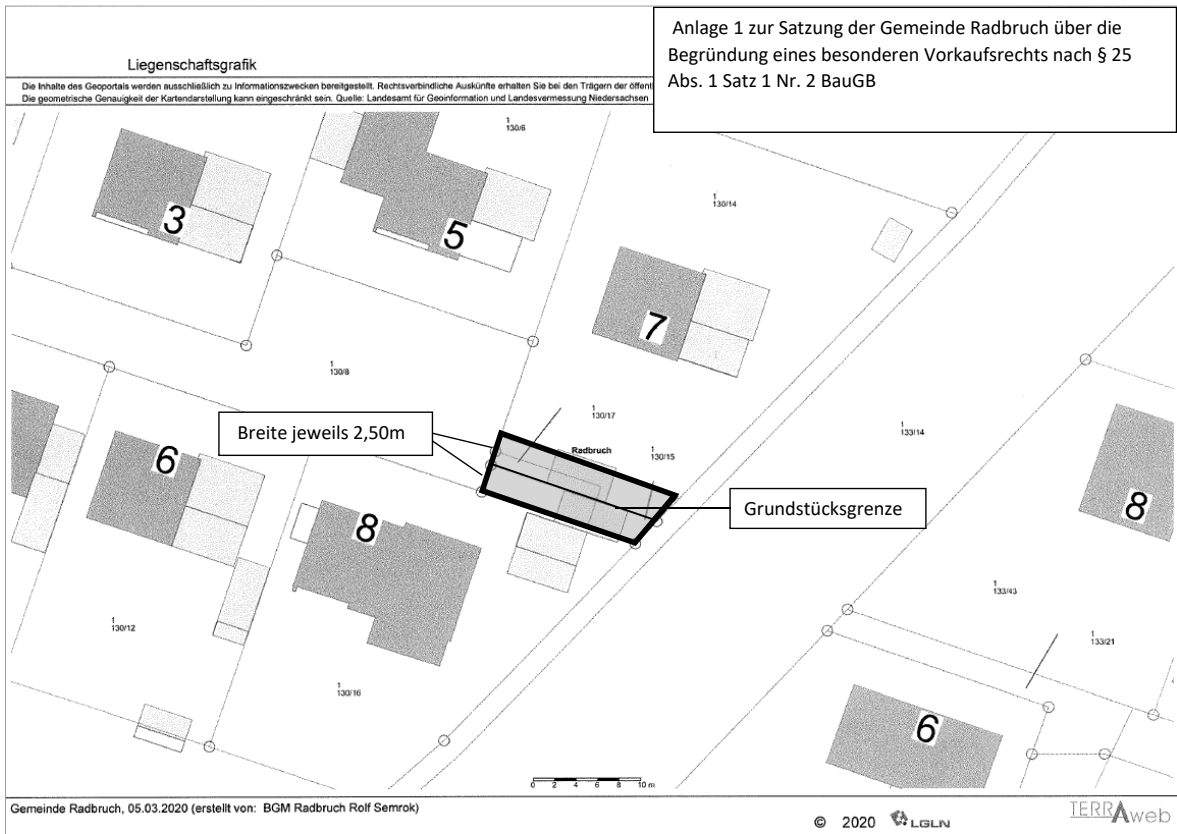 Anlage 1 zur Satzung der Gemeinde Radbruch über die
Begründung eines besonderen Vorkaufsrechts nach § 25
Abs. 1 Satz 1 Nr. 2 BauGB
Liegenschaftsgrafik
Die Inhalte des Geoportals werden ausschließlich zu Informationszwecken bereitgestellt. Rechtsverbindliche Auskünfte erhalten Sie bei den Trägern der öffent
Die geometrische Genauigkeit der Kartendarstellung kann eingeschränkt sein. Quelle: Landesamt für Geoinformation und Landesvermessung Niedersachsen
1
130/6
1
130/14
3
5
7
1
130/8
1
130/17
1
133/14
Breite jeweils 2,50m
Radbruch
1
130/15
6
Grundstücksgrenze
8
8
1
133/43
1
130/12
1
133/21
1
130/16
6
0 2 4 6 8 10 m
Gemeinde Radbruch, 05.03.2020 (erstellt von: BGM Radbruch Rolf Semrok)
© 2020 LGLN
TERRAweb